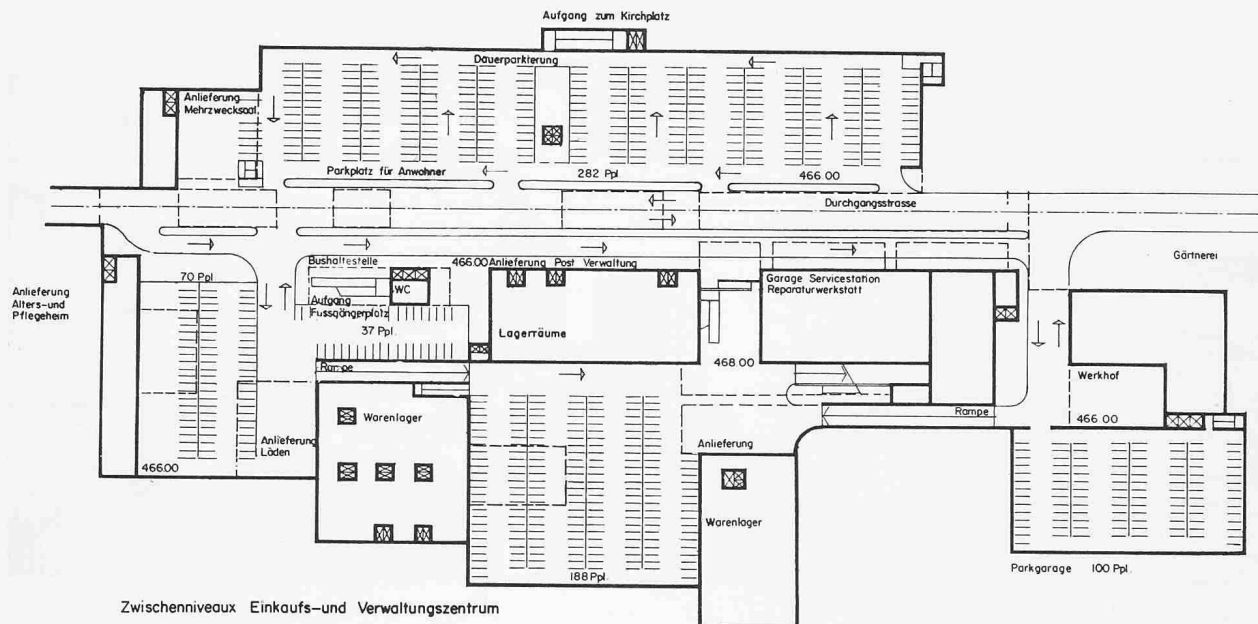 Aufgang zum Kirchplatz
Dauerparkierung
Anlieferung
Mehrzwecksaal
Parkplatz für Anwohner
282 Ppl.
466.00
Durchgangsstrasse
Bushaltestelle
466.00
Anlieferung Post Verwaltung
Gärtnerei
70 Ppl.
WC
Garage Servicestation
Reparaturwerkstatt
Anlieferung
Alters-und
Pflegeheim
Aufgang
Fussgängerplatz
37 Ppl.
Lagerräume
Rampe
468.00
Werkhof
Warenlager
Rampe
466.00
Anlieferung
Läden
Anlieferung
466.00
Warenlager
188 Ppl.
Parkgarage 100 Ppl.
Zwischenniveaux Einkaufs-und Verwaltungszentrum